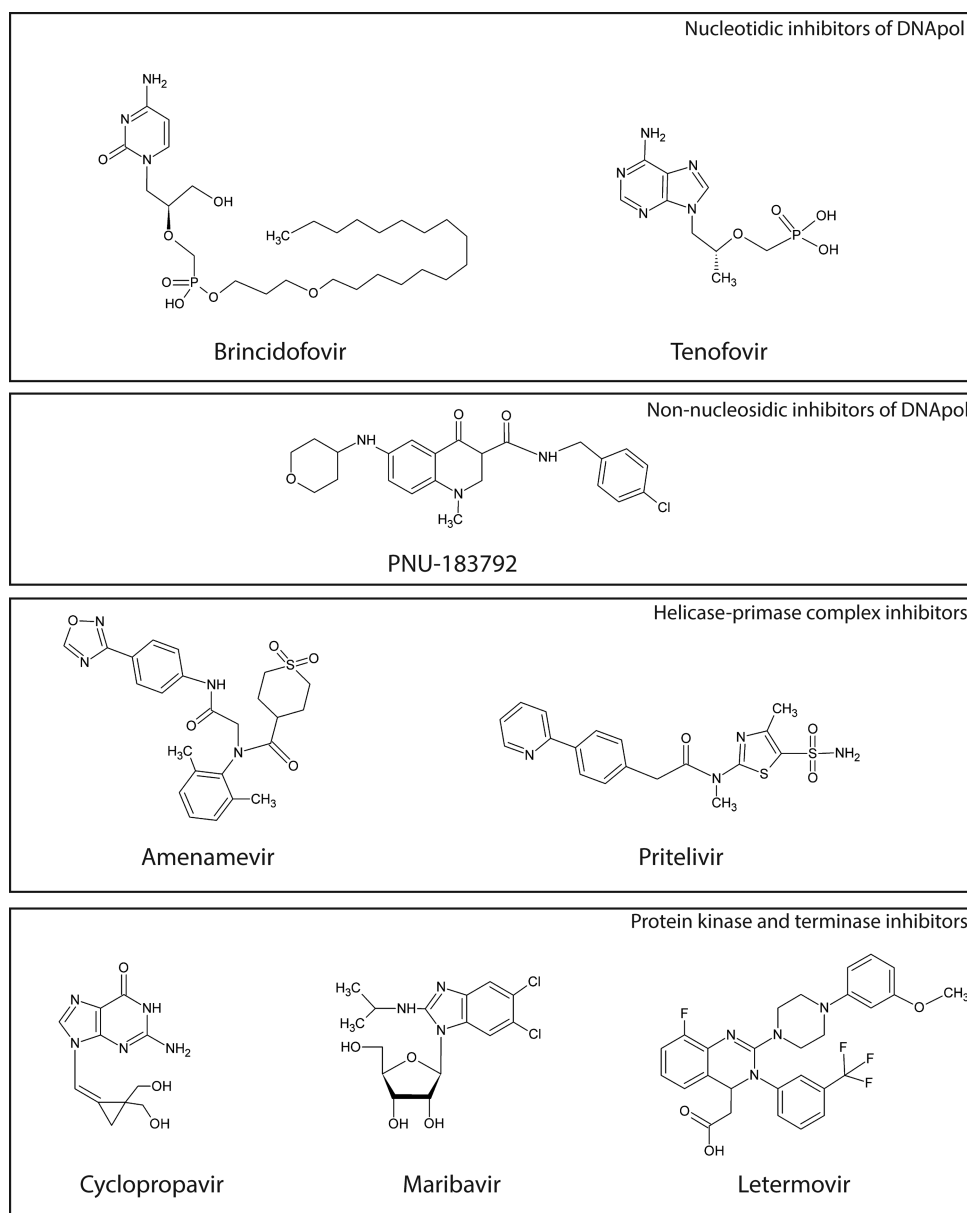 Nucleotidic inhibitors of DNApol
NH₂
N
O
N
OH
O
H₃C
O
P
HO
O
O
Brincidofovir
NH₂
N
N
N
N
O
O
P
OH
OH
CH₃
Tenofovir
Non-nucleosidic inhibitors of DNApol
O
NH
N
H₃C
O
O
NH
Cl
PNU-183792
Helicase-primase complex inhibitors
O
N
N
NH
O
N
H₃C
CH₃
O
O
S
O
Amenamevir
N
O
N
CH₃
N
S
CH₃
O
S
O
NH₂
Pritelivir
Protein kinase and terminase inhibitors
O
N
NH
N
N
NH₂
OH
OH
Cyclopropavir
H₃C
CH₃
NH
N
N
Cl
Cl
HO
O
OH
OH
Maribavir
F
N
N
N
N
O
CH₃
F
F
F
O
OH
Letermovir